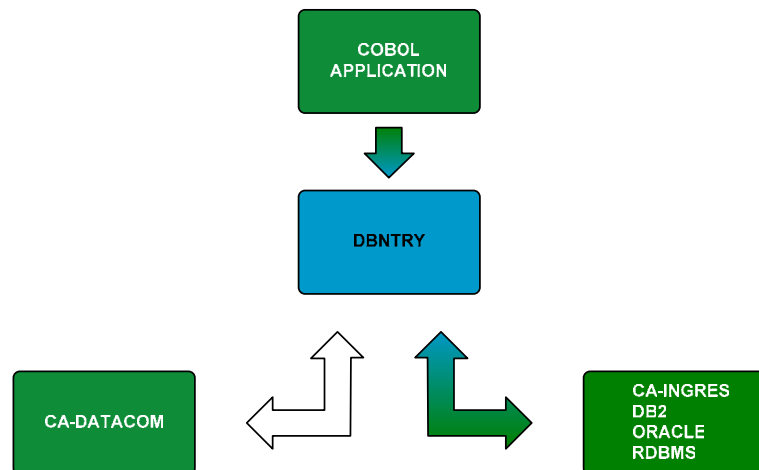 COBOL
APPLICATION
DBNTRY
CA-DATACOM
CA-INGRES
DB2
ORACLE
RDBMS